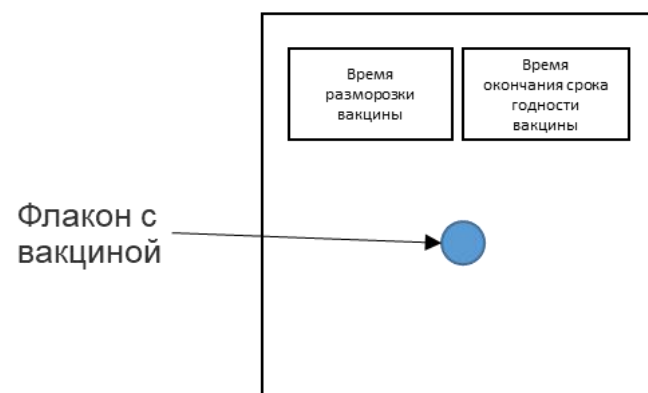 Время
разморозки
вакцины
Время
окончания срока
годности
вакцины
Флакон с
вакциной